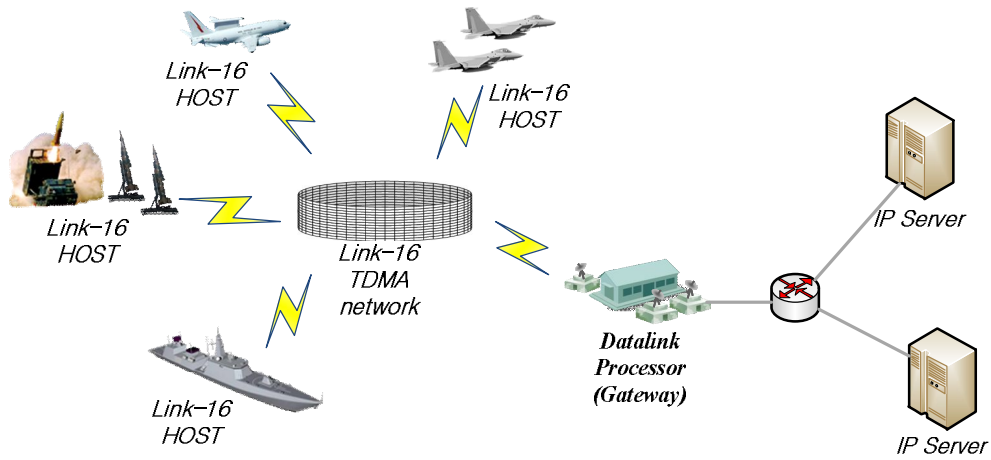 Link-16
HOST
Link-16
HOST
Link-16
HOST
Link-16
TDMA
network
Link-16
HOST
Datalink
Processor
(Gateway)
IP Server
IP Server